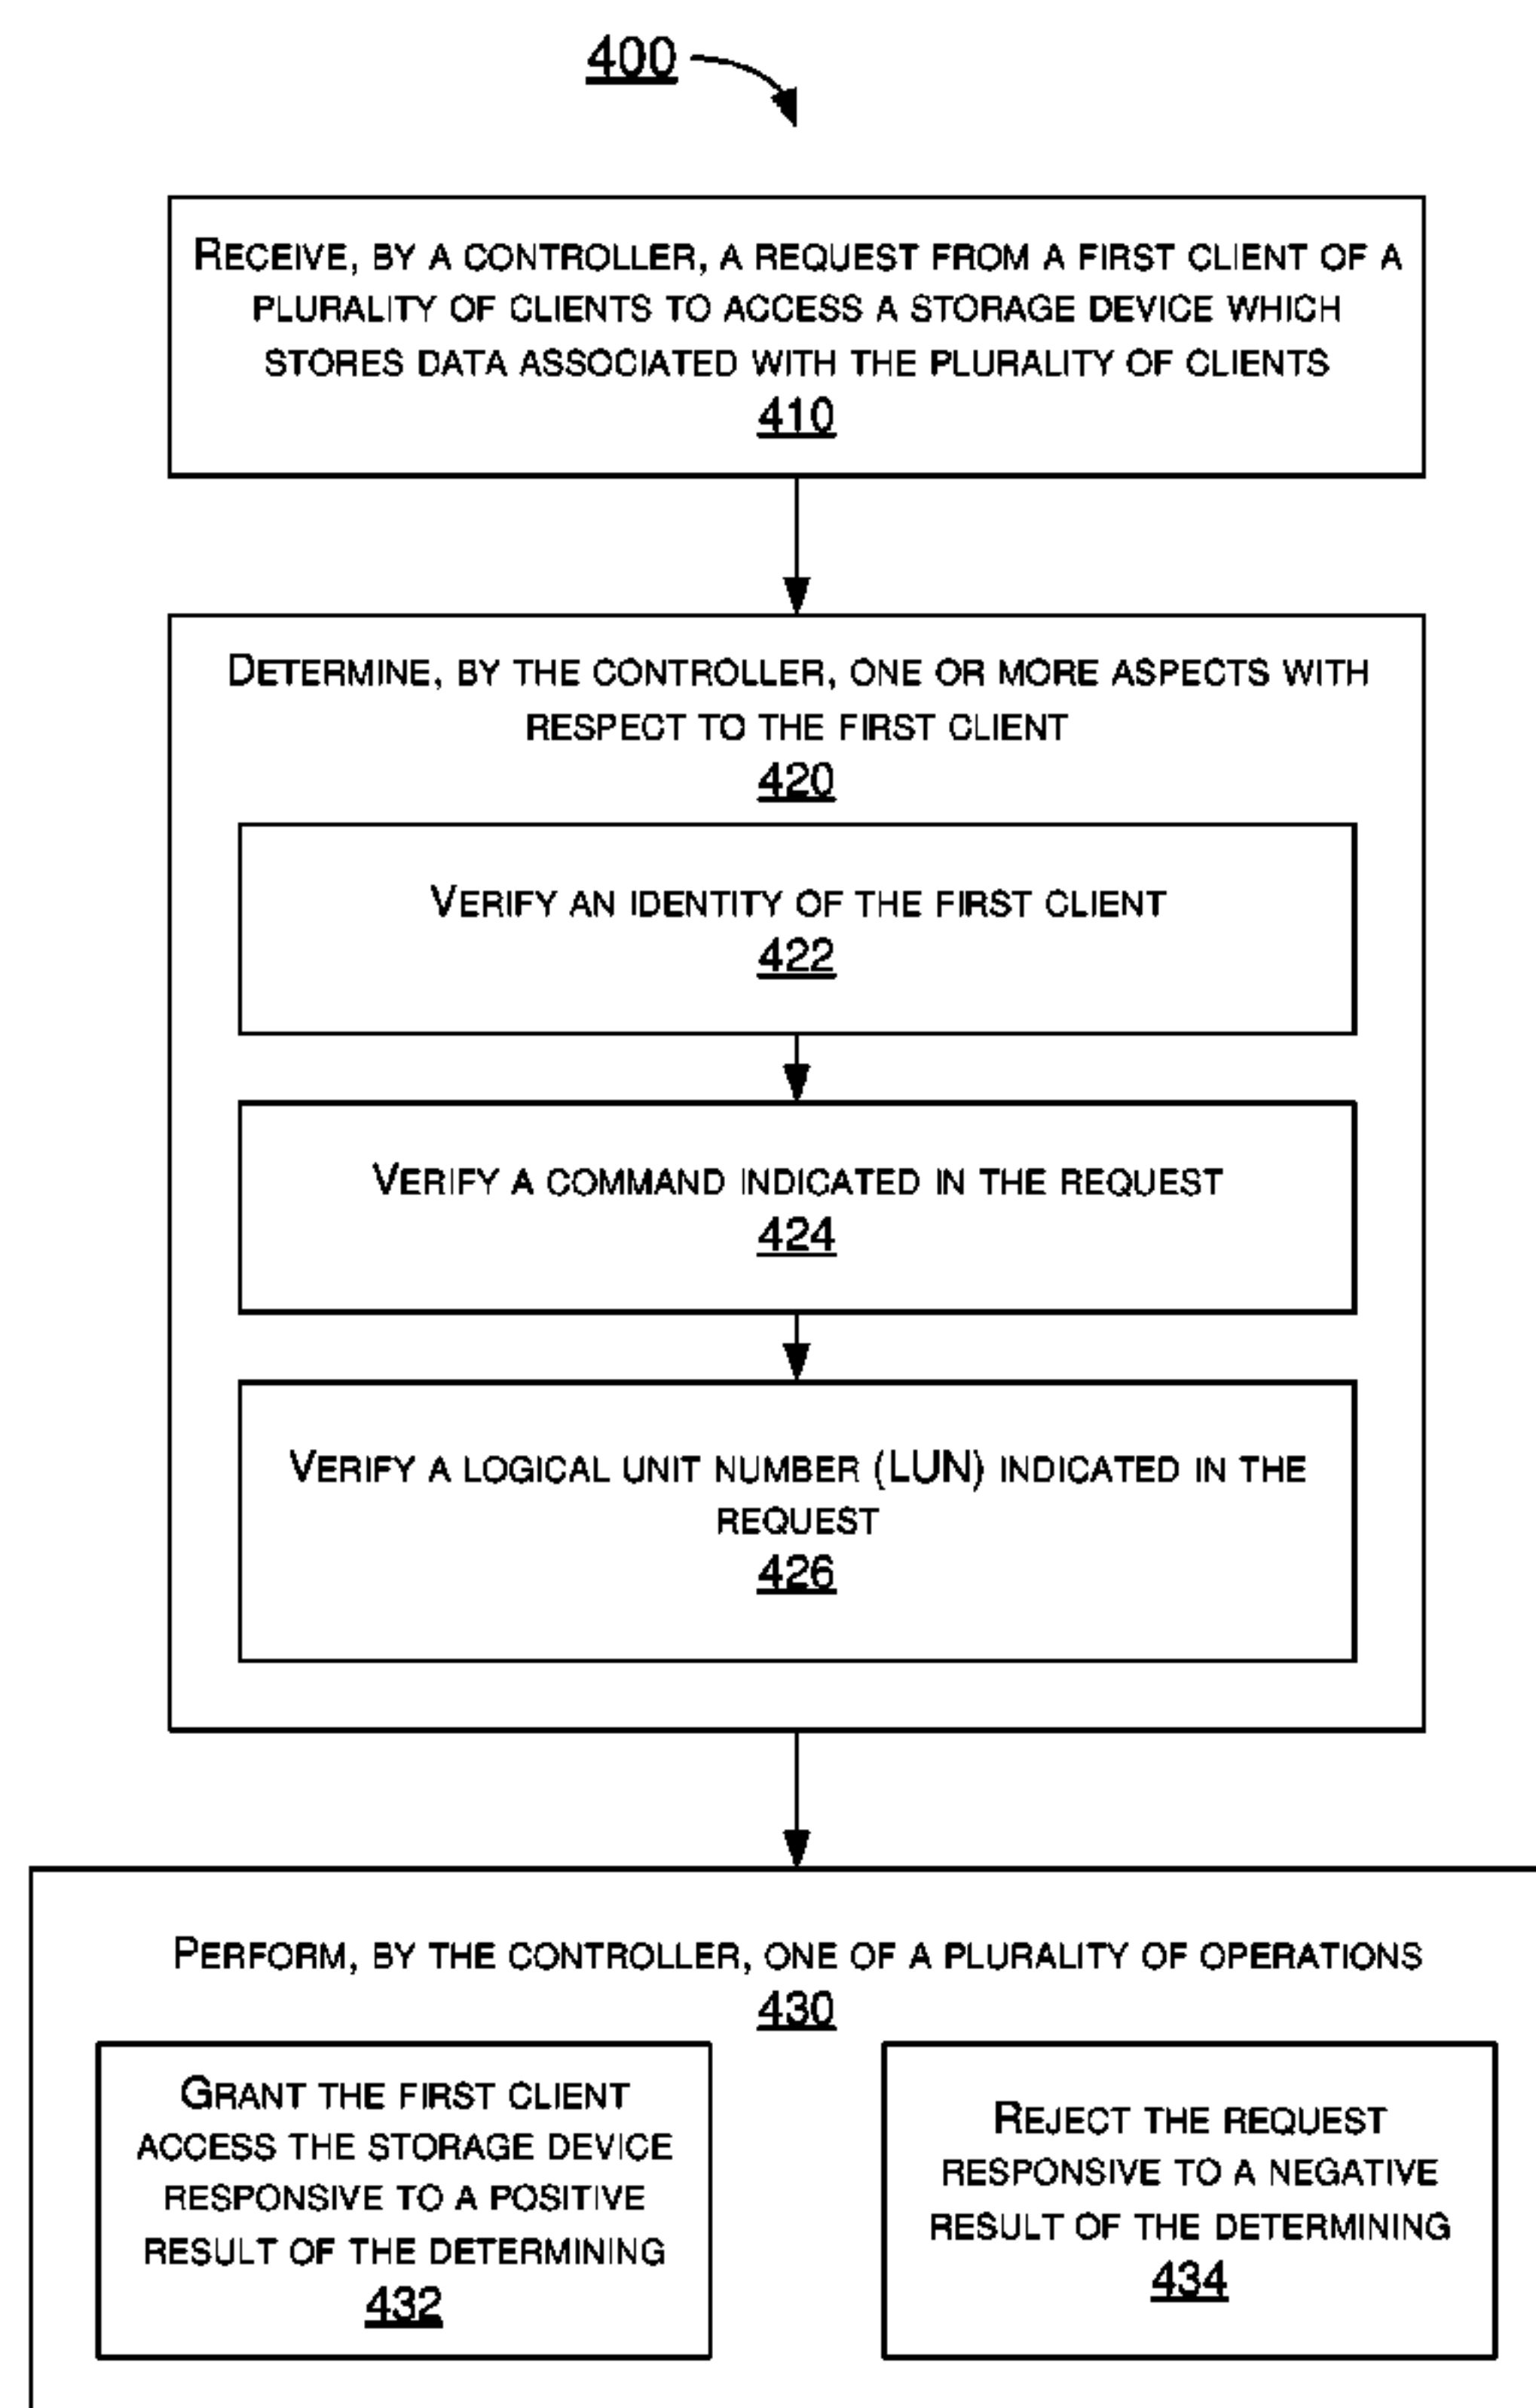 400
RECEIVE, BY A CONTROLLER, A REQUEST FROM A FIRST CLIENT OF A
PLURALITY OF CLIENTS TO ACCESS A STORAGE DEVICE WHICH
STORES DATA ASSOCIATED WITH THE PLURALITY OF CLIENTS
410
DETERMINE, BY THE CONTROLLER, ONE OR MORE ASPECTS WITH
RESPECT TO THE FIRST CLIENT
420
VERIFY AN IDENTITY OF THE FIRST CLIENT
422
VERIFY A COMMAND INDICATED IN THE REQUEST
424
VERIFY A LOGICAL UNIT NUMBER (LUN) INDICATED IN THE
REQUEST
426
PERFORM, BY THE CONTROLLER, ONE OF A PLURALITY OF OPERATIONS
430
GRANT THE FIRST CLIENT
ACCESS THE STORAGE DEVICE
RESPONSIVE TO A POSITIVE
RESULT OF THE DETERMINING
432
REJECT THE REQUEST
RESPONSIVE TO A NEGATIVE
RESULT OF THE DETERMINING
434